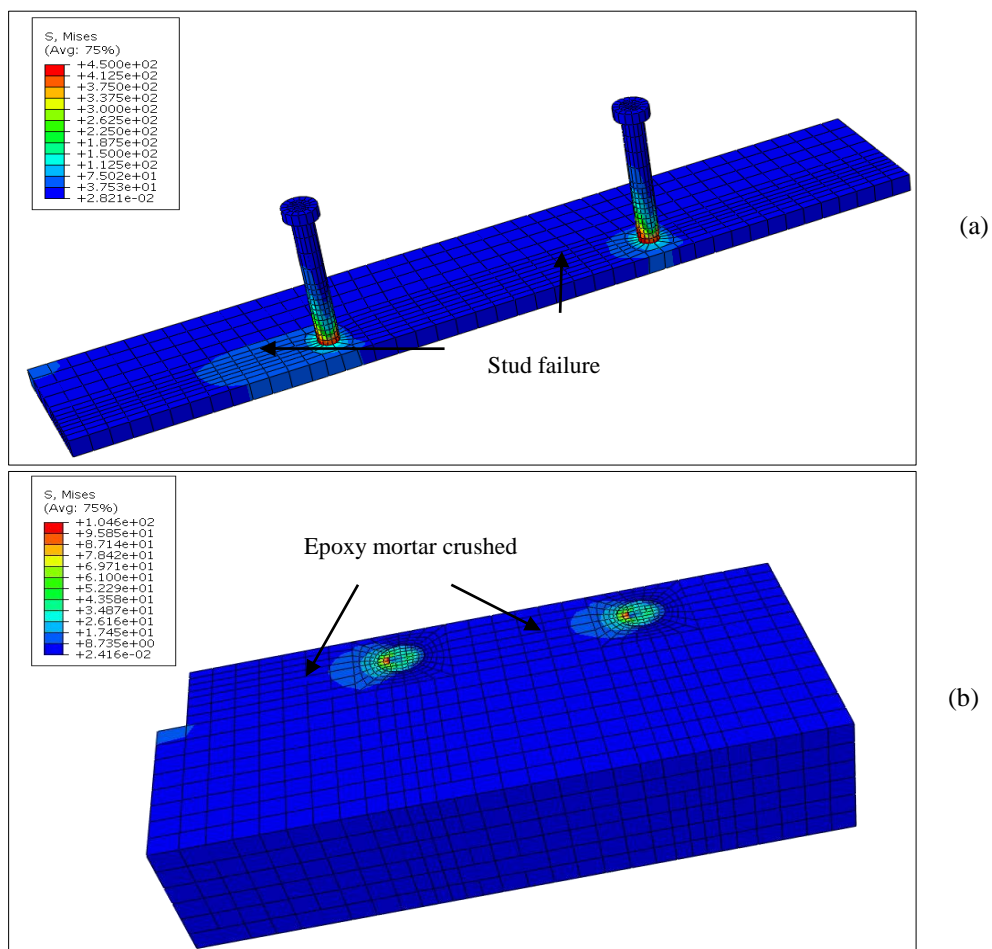 S, Mises
(Avg: 75%)
+4.500e+02
+4.125e+02
+3.750e+02
+3.375e+02
+3.000e+02
+2.625e+02
+2.250e+02
+1.875e+02
+1.500e+02
+1.125e+02
+7.502e+01
+3.753e+01
+2.821e-02
(a)
Stud failure
S, Mises
(Avg: 75%)
+1.046e+02
+9.585e+01
+8.714e+01
+7.842e+01
+6.971e+01
+6.100e+01
+5.229e+01
+4.358e+01
+3.487e+01
+2.616e+01
+1.745e+01
+8.735e+00
+2.416e-02
Epoxy mortar crushed
(b)